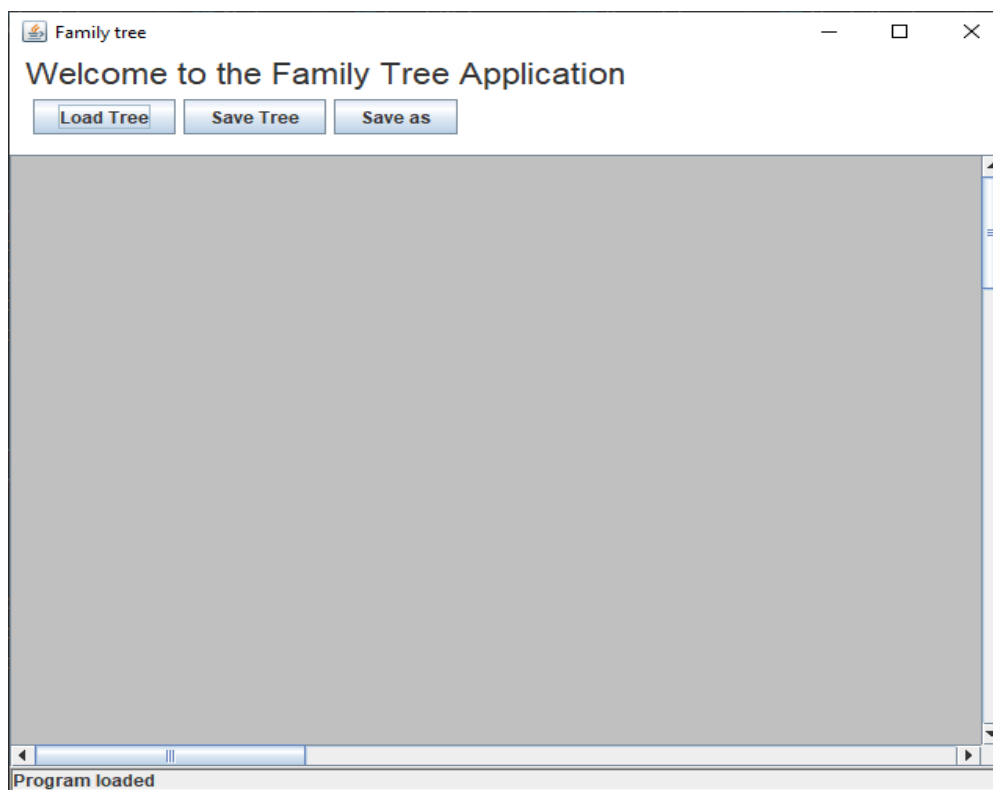 Family tree
Welcome to the Family Tree Application
Load Tree Save Tree Save as
Program loaded